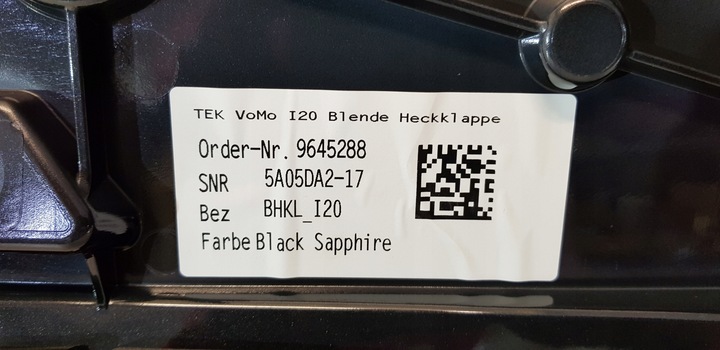 TEK VoMo I20 Blende Heckklappe
Order-Nr. 9645288
SNR 5A05DA2-17
Bez BHKL_I20
Farbe Black Sapphire